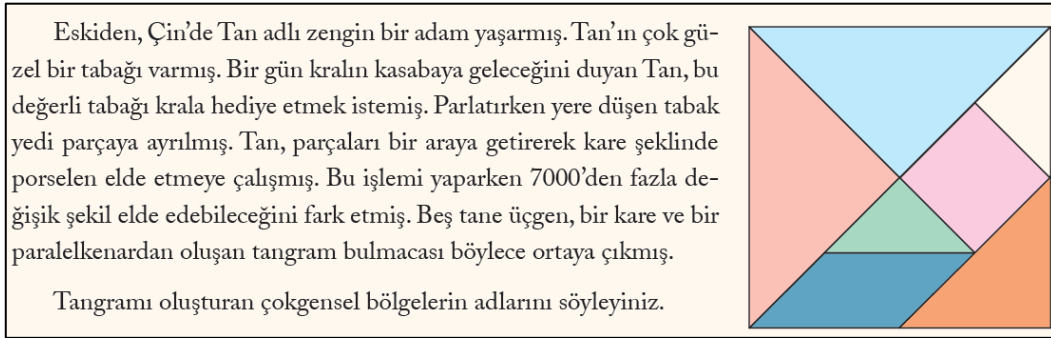 Eskiden, Çin’de Tan adlı zengin bir adam yaşarmış. Tan’ın çok gü-
zel bir tabağı varmış. Bir gün kralın kasabaya geleceğini duyan Tan, bu
değerli tabağı krala hediye etmek istemiş. Parlatırken yere düşen tabak
yedi parçaya ayrılmış. Tan, parçaları bir araya getirerek kare şeklinde
porselen elde etmeye çalışmış. Bu işlemi yaparken 7000’den fazla de-
ğişik şekil elde edebileceğini fark etmiş. Beş tane üçgen, bir kare ve bir
paralelkenardan oluşan tangram bulmacası böylece ortaya çıkmış.
Tangramı oluşturan çokgensel bölgelerin adlarını söyleyiniz.